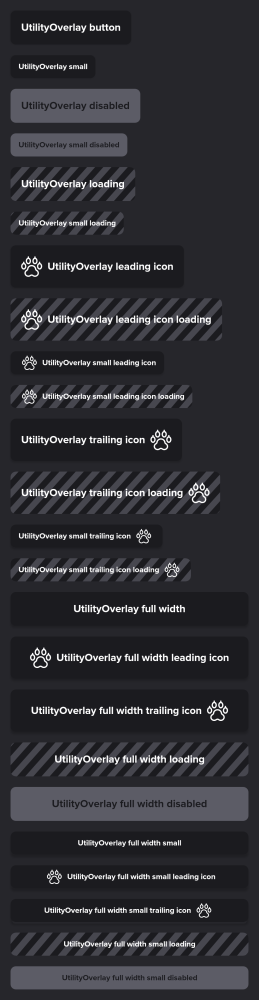 UtilityOverlay button
UtilityOverlay small
UtilityOverlay disabled
UtilityOverlay small disabled
UtilityOverlay loading
UtilityOverlay small loading
UtilityOverlay leading icon
UtilityOverlay leading icon loading
UtilityOverlay small leading icon
UtilityOverlay small leading icon loading
UtilityOverlay trailing icon
UtilityOverlay trailing icon loading
UtilityOverlay small trailing icon
UtilityOverlay small trailing icon loading
UtilityOverlay full width
UtilityOverlay full width leading icon
UtilityOverlay full width trailing icon
UtilityOverlay full width loading
UtilityOverlay full width disabled
UtilityOverlay full width small
UtilityOverlay full width small leading icon
UtilityOverlay full width small trailing icon
UtilityOverlay full width small loading
UtilityOverlay full width small disabled